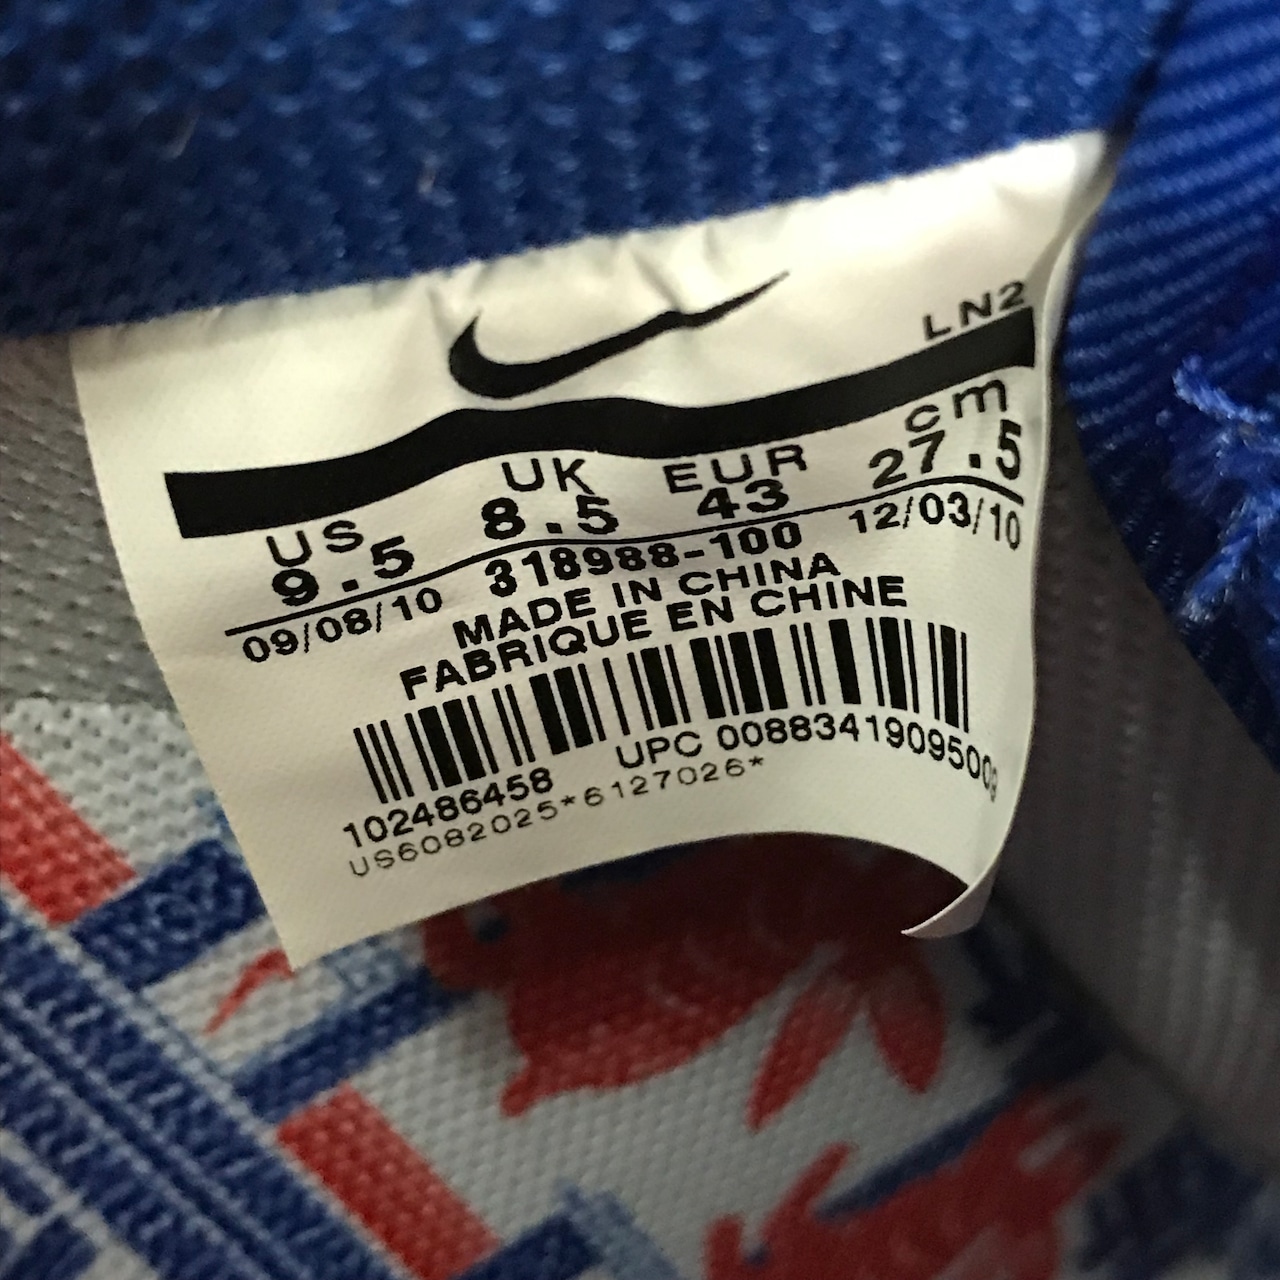 LN2
US UK EUR cm
9.5 8.5 43 27.5
09/08/10 318988-100 12/03/10
MADE IN CHINA
FABRIQUE EN CHINE
102486458 UPC 00883419095009
US6082025*6127026*